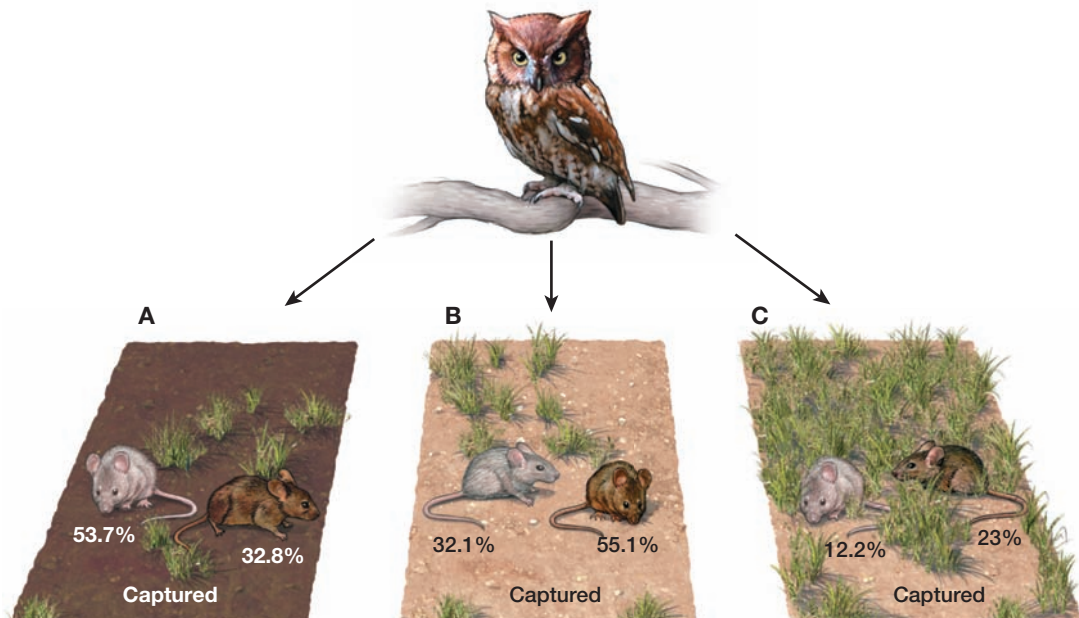 A
B
C
53.7%
32.8%
Captured
32.1%
55.1%
Captured
12.2%
23%
Captured